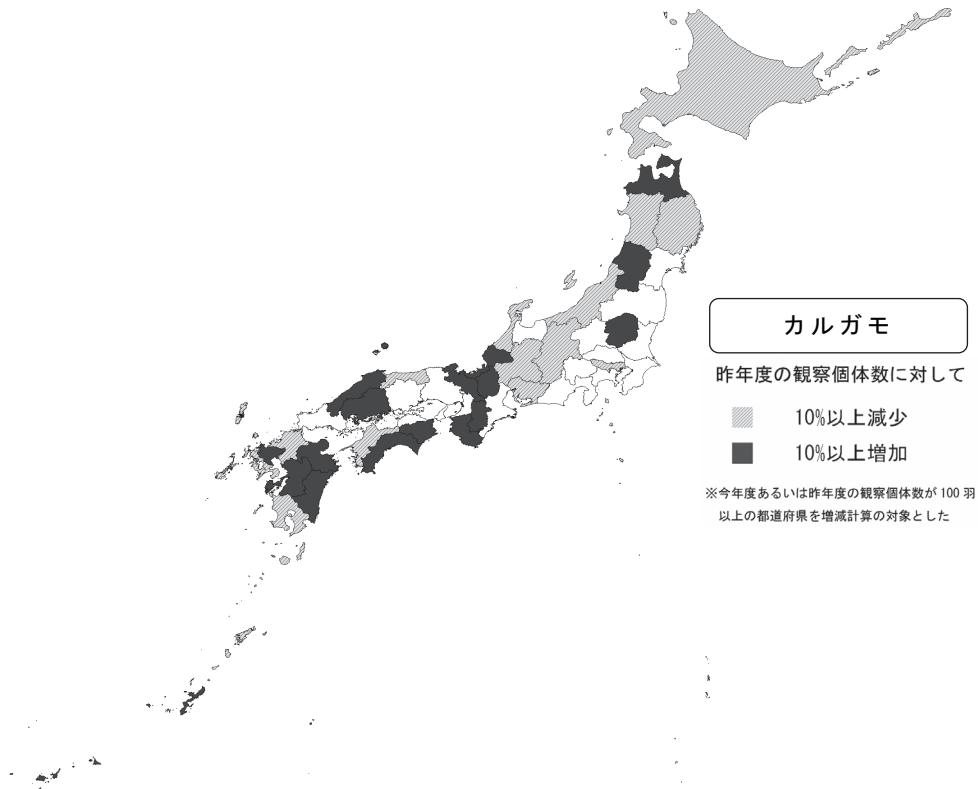 カルガモ
昨年度の観察個体数に対して
10%以上減少
10%以上増加
※今年度あるいは昨年度の観察個体数が100羽
以上の都道府県を増減計算の対象とした